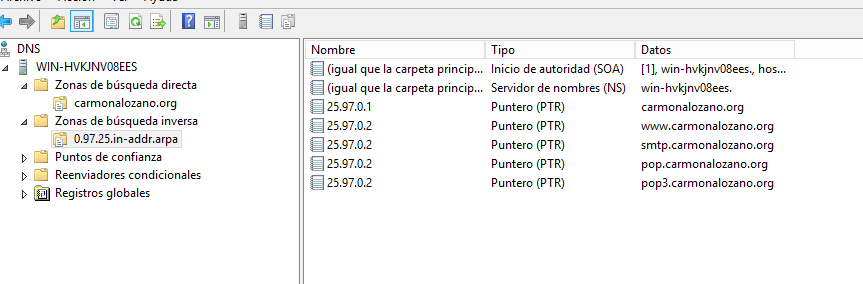 DNS
WIN-HVKJNV08EES
Zonas de búsqueda directa
carmonalozano.org
Zonas de búsqueda inversa
0.97.25.in-addr.arpa
Puntos de confianza
Reenviadores condicionales
Registros globales
Nombre Tipo Datos
(igual que la carpeta princip... Inicio de autoridad (SOA) [1], win-hvkjnv08ees., hos...
(igual que la carpeta princip... Servidor de nombres (NS) win-hvkjnv08ees.
25.97.0.1 Puntero (PTR) carmonalozano.org
25.97.0.2 Puntero (PTR) www.carmonalozano.org
25.97.0.2 Puntero (PTR) smtp.carmonalozano.org
25.97.0.2 Puntero (PTR) pop.carmonalozano.org
25.97.0.2 Puntero (PTR) pop3.carmonalozano.org